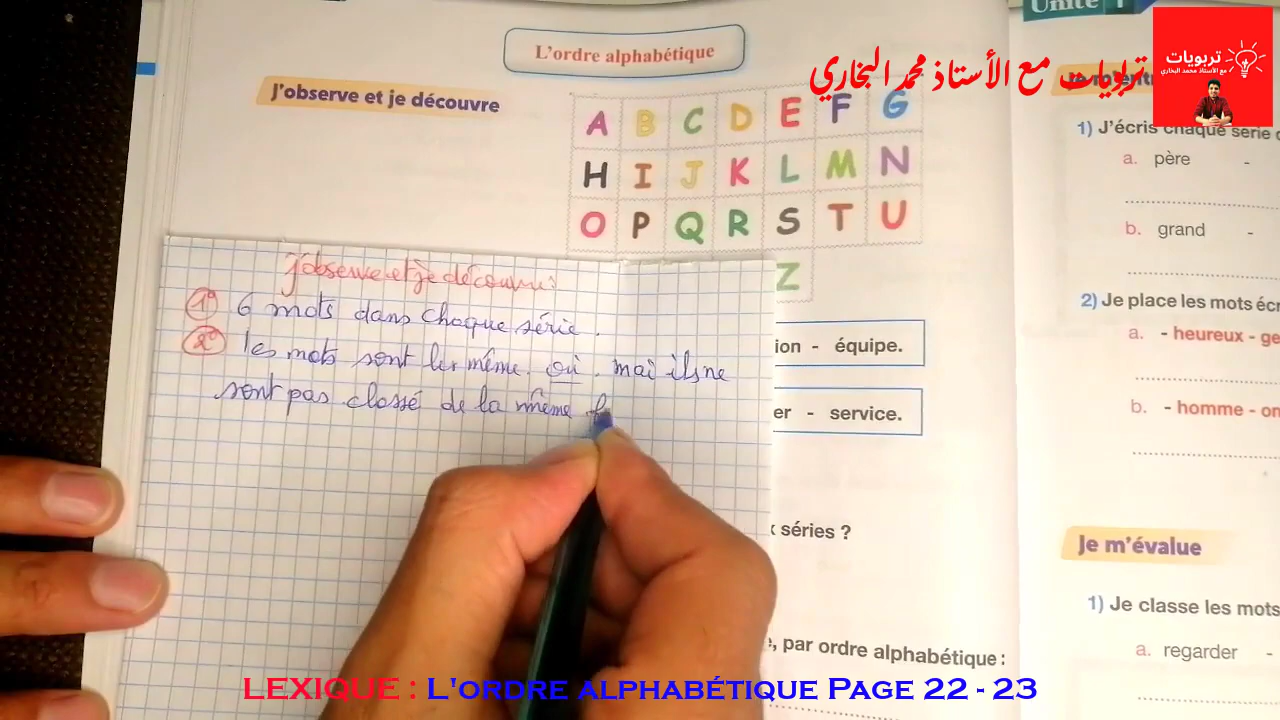 Unité 1
L'ordre alphabétique
تربويات مع الأستاذ محمد البخاري
تربويات
مع الأستاذ محمد البخاري
J'observe et je découvre
A B C D E F G
H I J K L M N
O P Q R S T U
Z
j'observe et je découvre
1° 6 mots dans chaque série.
2° les mots sont les même. oui. mai ils ne
sont pas classé de la même f
ion - équipe.
er - service.
séries ?
, par ordre alphabétique :
1) J'écris chaque série
a. père -
b. grand -
2) Je place les mots écr
a. - heureux - ge
b. - homme - on
Je m'évalue
1) Je classe les mots
a. regarder -
LEXIQUE : L'ORDRE ALPHABÉTIQUE PAGE 22 - 23